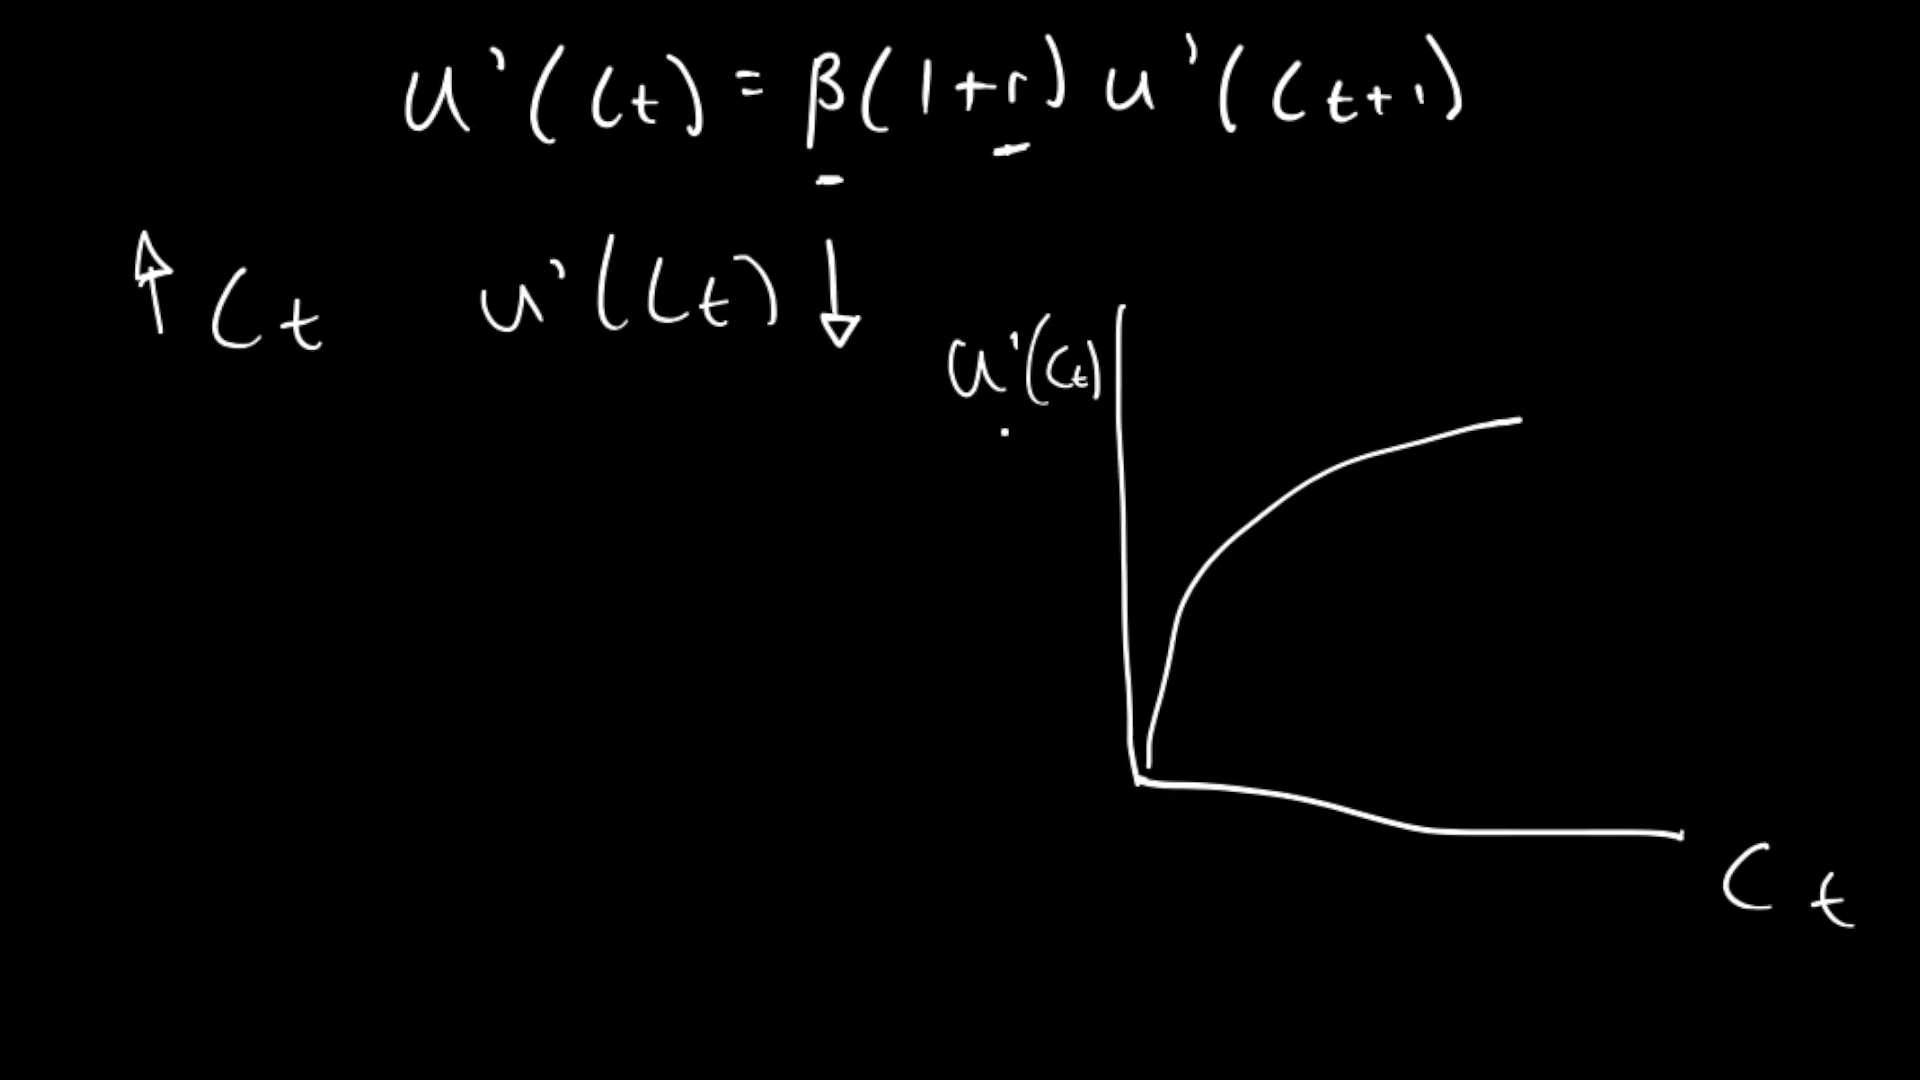 u'(Ct) = β(1+r) u'(Ct+1)
↑ Ct u'(Ct) ↓
u'(Ct)
Ct